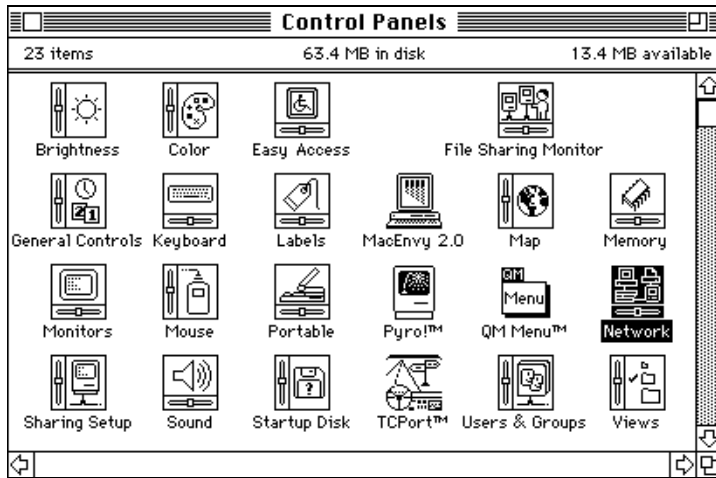 Control Panels
23 items 63.4 MB in disk 13.4 MB available
Brightness Color Easy Access File Sharing Monitor
General Controls Keyboard Labels MacEnvy 2.0 Map Memory
QM
Menu
Monitors Mouse Portable Pyro!™ QM Menu™ Network
Sharing Setup Sound Startup Disk TCPort™ Users & Groups Views